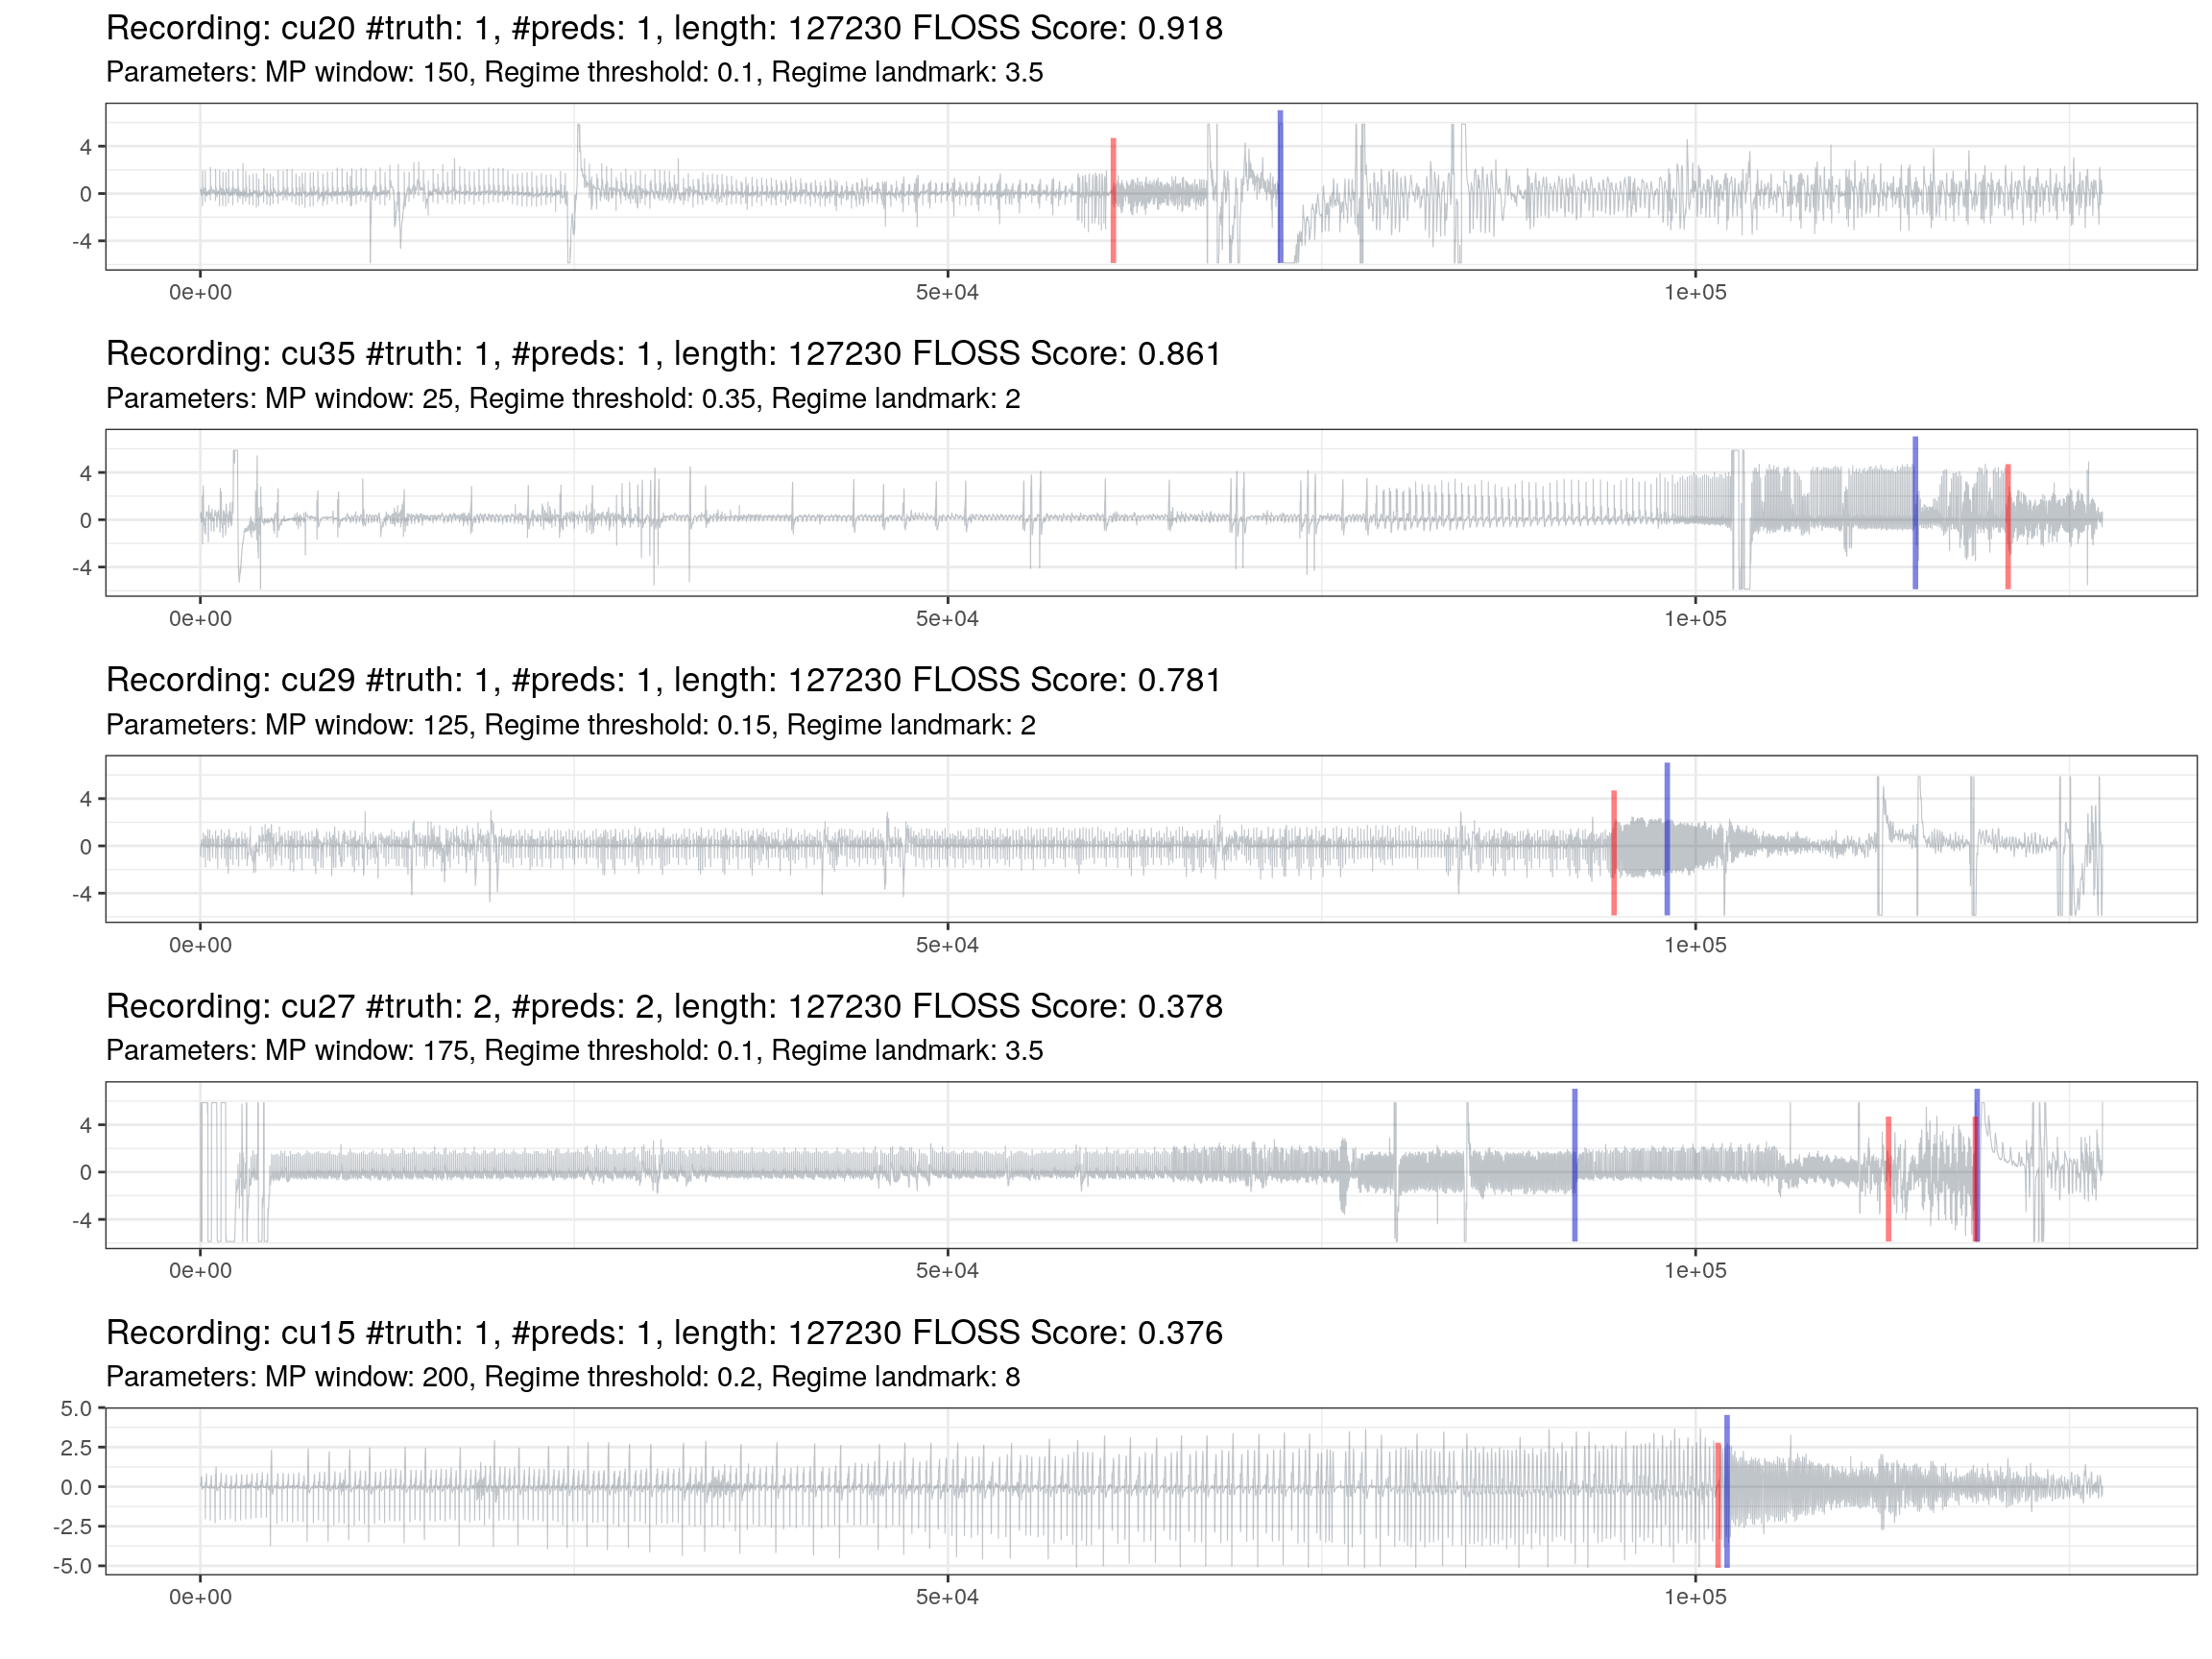 Recording: cu20 #truth: 1, #preds: 1, length: 127230 FLOSS Score: 0.918
Parameters: MP window: 150, Regime threshold: 0.1, Regime landmark: 3.5
4
0
-4
0e+00 5e+04 1e+05
Recording: cu35 #truth: 1, #preds: 1, length: 127230 FLOSS Score: 0.861
Parameters: MP window: 25, Regime threshold: 0.35, Regime landmark: 2
4
0
-4
0e+00 5e+04 1e+05
Recording: cu29 #truth: 1, #preds: 1, length: 127230 FLOSS Score: 0.781
Parameters: MP window: 125, Regime threshold: 0.15, Regime landmark: 2
4
0
-4
0e+00 5e+04 1e+05
Recording: cu27 #truth: 2, #preds: 2, length: 127230 FLOSS Score: 0.378
Parameters: MP window: 175, Regime threshold: 0.1, Regime landmark: 3.5
4
0
-4
0e+00 5e+04 1e+05
Recording: cu15 #truth: 1, #preds: 1, length: 127230 FLOSS Score: 0.376
Parameters: MP window: 200, Regime threshold: 0.2, Regime landmark: 8
5.0
2.5
0.0
-2.5
-5.0
0e+00 5e+04 1e+05